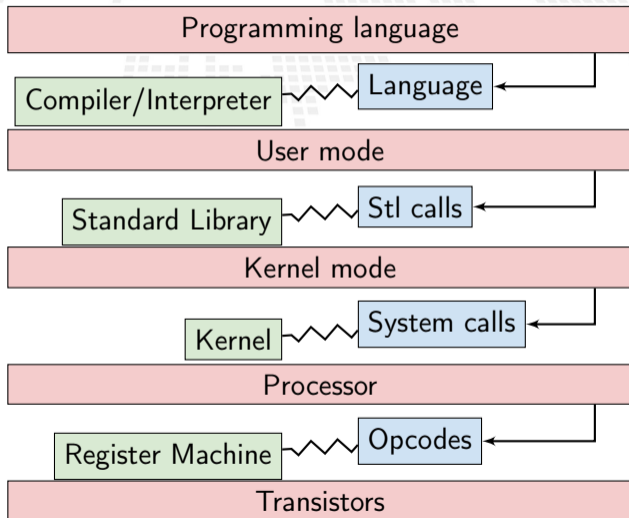 Programming language
Language
Compiler/Interpreter
User mode
Stl calls
Standard Library
Kernel mode
System calls
Kernel
Processor
Opcodes
Register Machine
Transistors